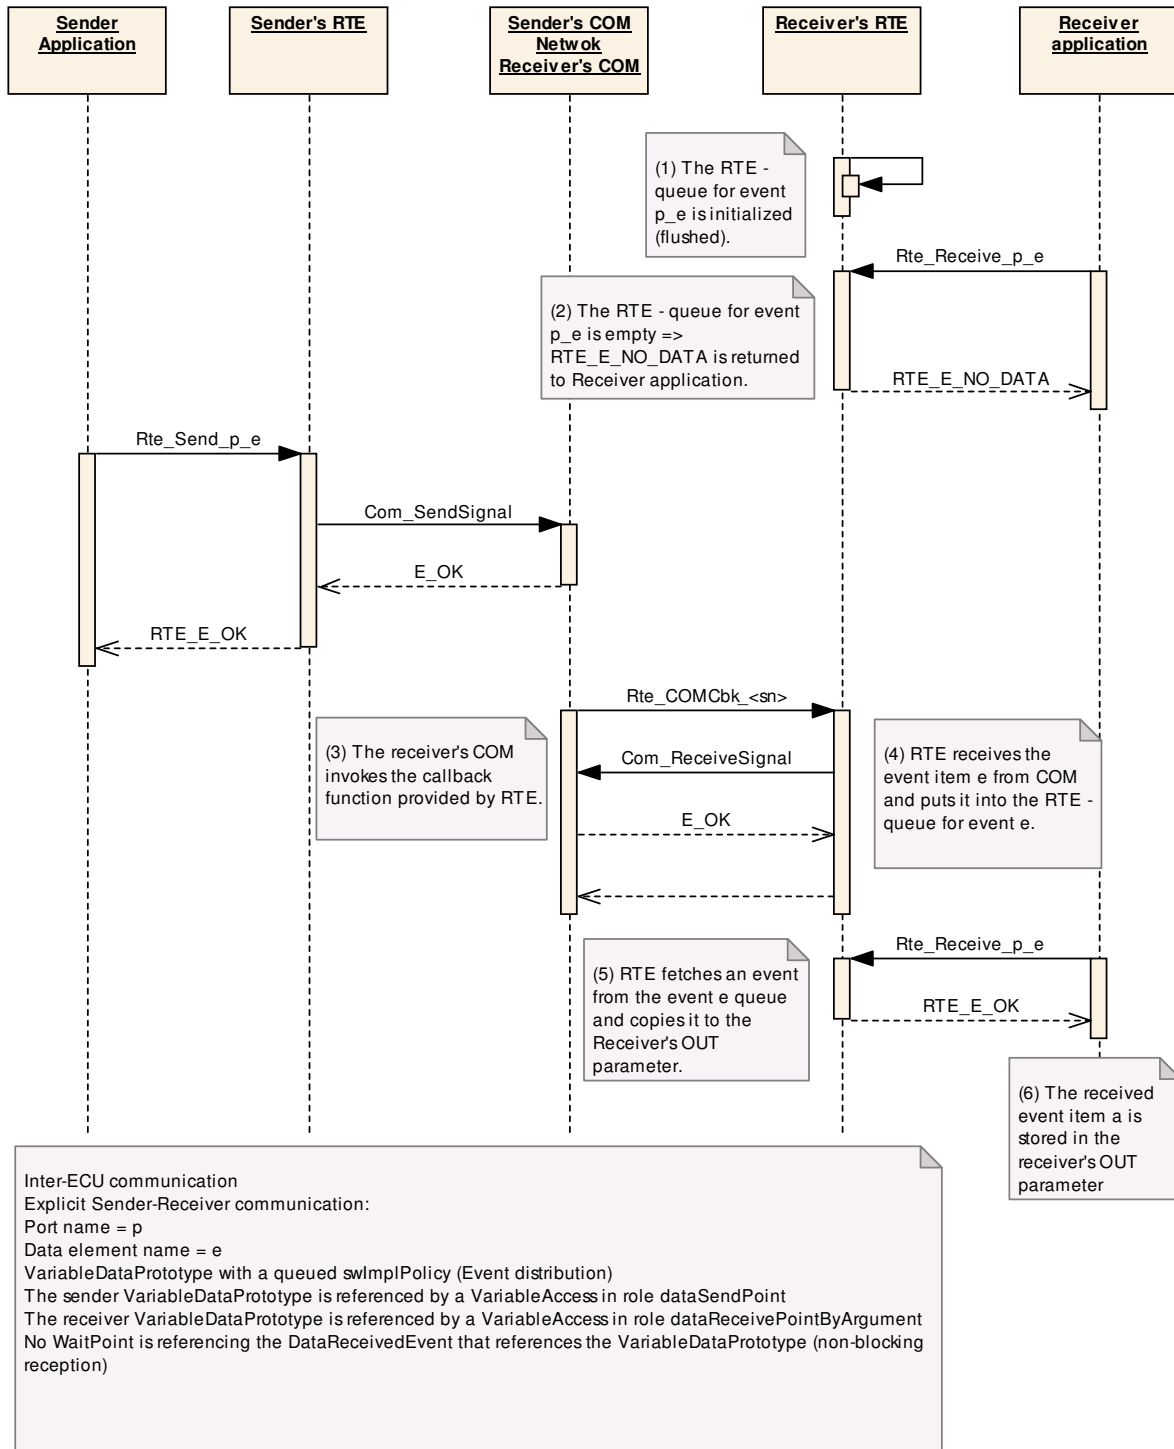 Sender
Application
Sender's RTE
Sender's COM
Netwok
Receiver's COM
Receiver's RTE
Receiver
application
(1) The RTE -
queue for event
p_e is initialized
(flushed).
Rte_Receive_p_e
(2) The RTE - queue for event
p_e is empty =>
RTE_E_NO_DATA is returned
to Receiver application.
RTE_E_NO_DATA
Rte_Send_p_e
Com_SendSignal
E_OK
RTE_E_OK
Rte_COMCbk_<sn>
(3) The receiver's COM
invokes the callback
function provided by RTE.
Com_ReceiveSignal
(4) RTE receives the
event item e from COM
and puts it into the RTE -
queue for event e.
E_OK
Rte_Receive_p_e
(5) RTE fetches an event
from the event e queue
and copies it to the
Receiver's OUT
parameter.
RTE_E_OK
(6) The received
event item a is
stored in the
receiver's OUT
parameter
Inter-ECU communication
Explicit Sender-Receiver communication:
Port name = p
Data element name = e
VariableDataPrototype with a queued swImplPolicy (Event distribution)
The sender VariableDataPrototype is referenced by a VariableAccess in role dataSendPoint
The receiver VariableDataPrototype is referenced by a VariableAccess in role dataReceivePointByArgument
No WaitPoint is referencing the DataReceivedEvent that references the VariableDataPrototype (non-blocking
reception)